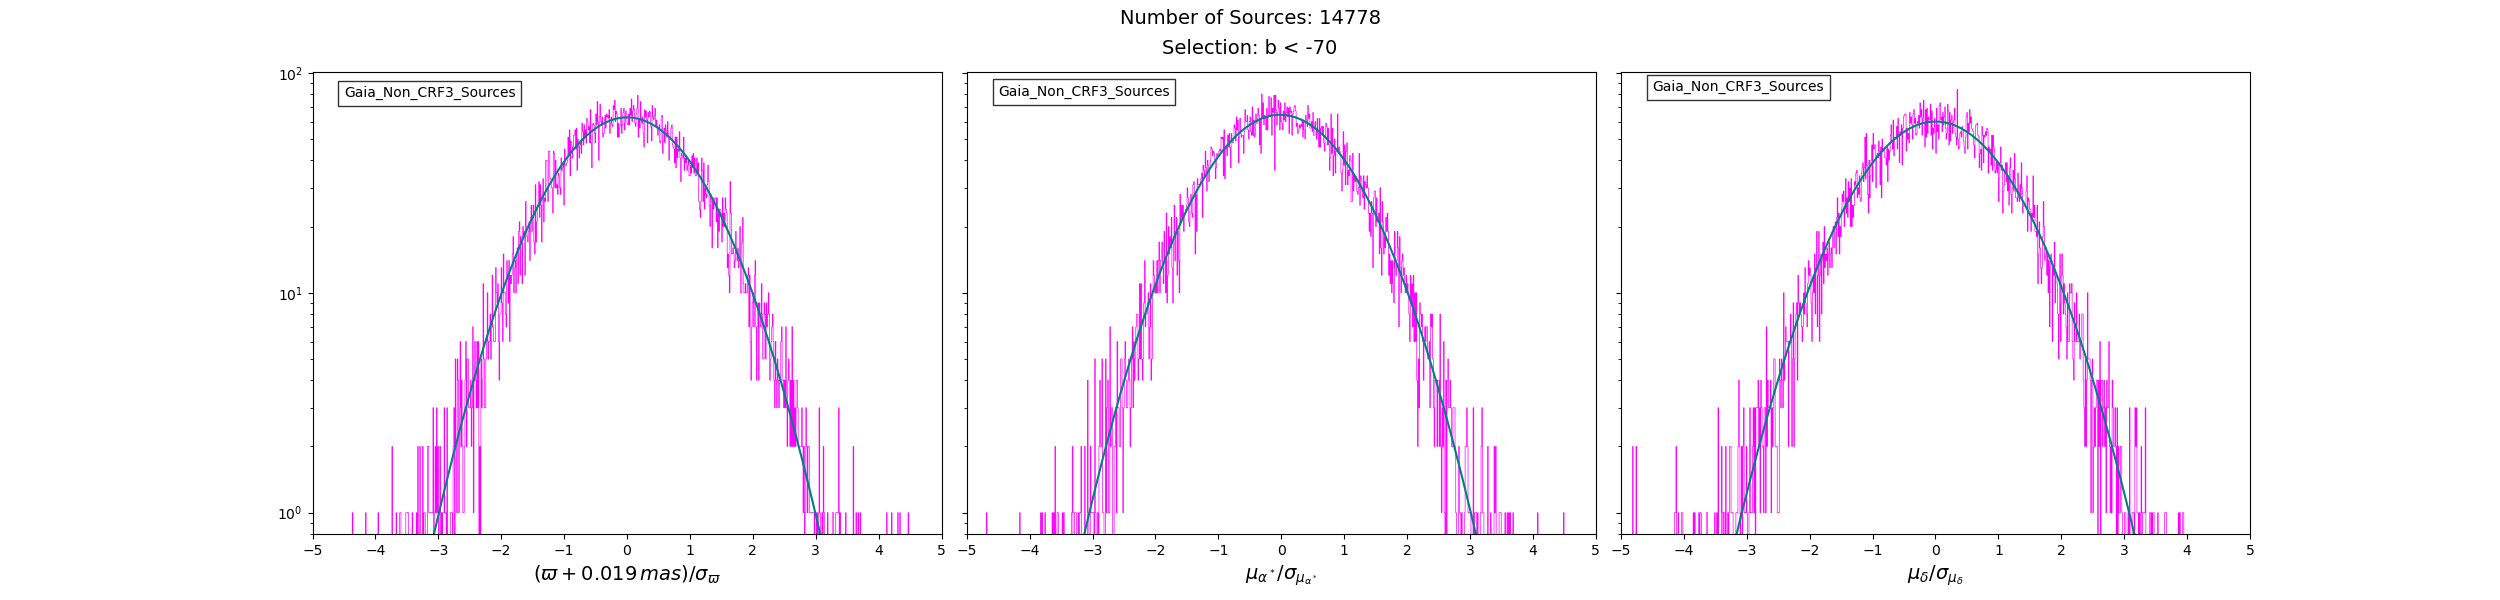 Number of Sources: 14778
Selection: b < -70
Gaia_Non_CRF3_Sources
Gaia_Non_CRF3_Sources
Gaia_Non_CRF3_Sources
10²
10¹
10⁰
−5 −4 −3 −2 −1 0 1 2 3 4 5
−5 −4 −3 −2 −1 0 1 2 3 4 5
−5 −4 −3 −2 −1 0 1 2 3 4 5
(ϖ + 0.019 mas)/σ_ϖ
μ_α*/σ_μ_α*
μ_δ/σ_μ_δ